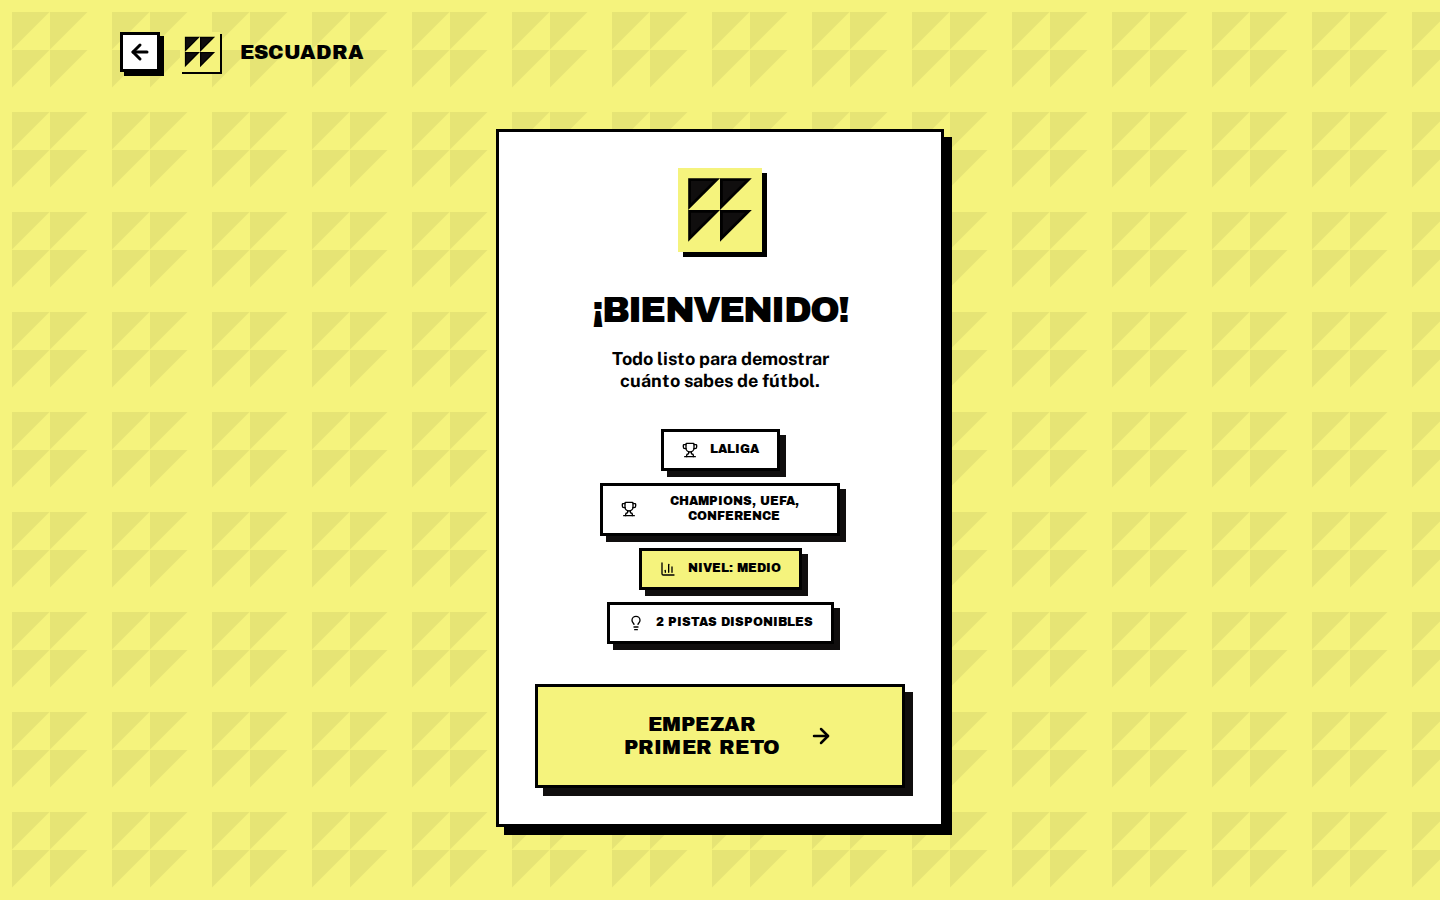 ESCUADRA
¡BIENVENIDO!
Todo listo para demostrar
cuánto sabes de fútbol.
LALIGA
CHAMPIONS, UEFA,
CONFERENCE
NIVEL: MEDIO
2 PISTAS DISPONIBLES
EMPEZAR
PRIMER RETO